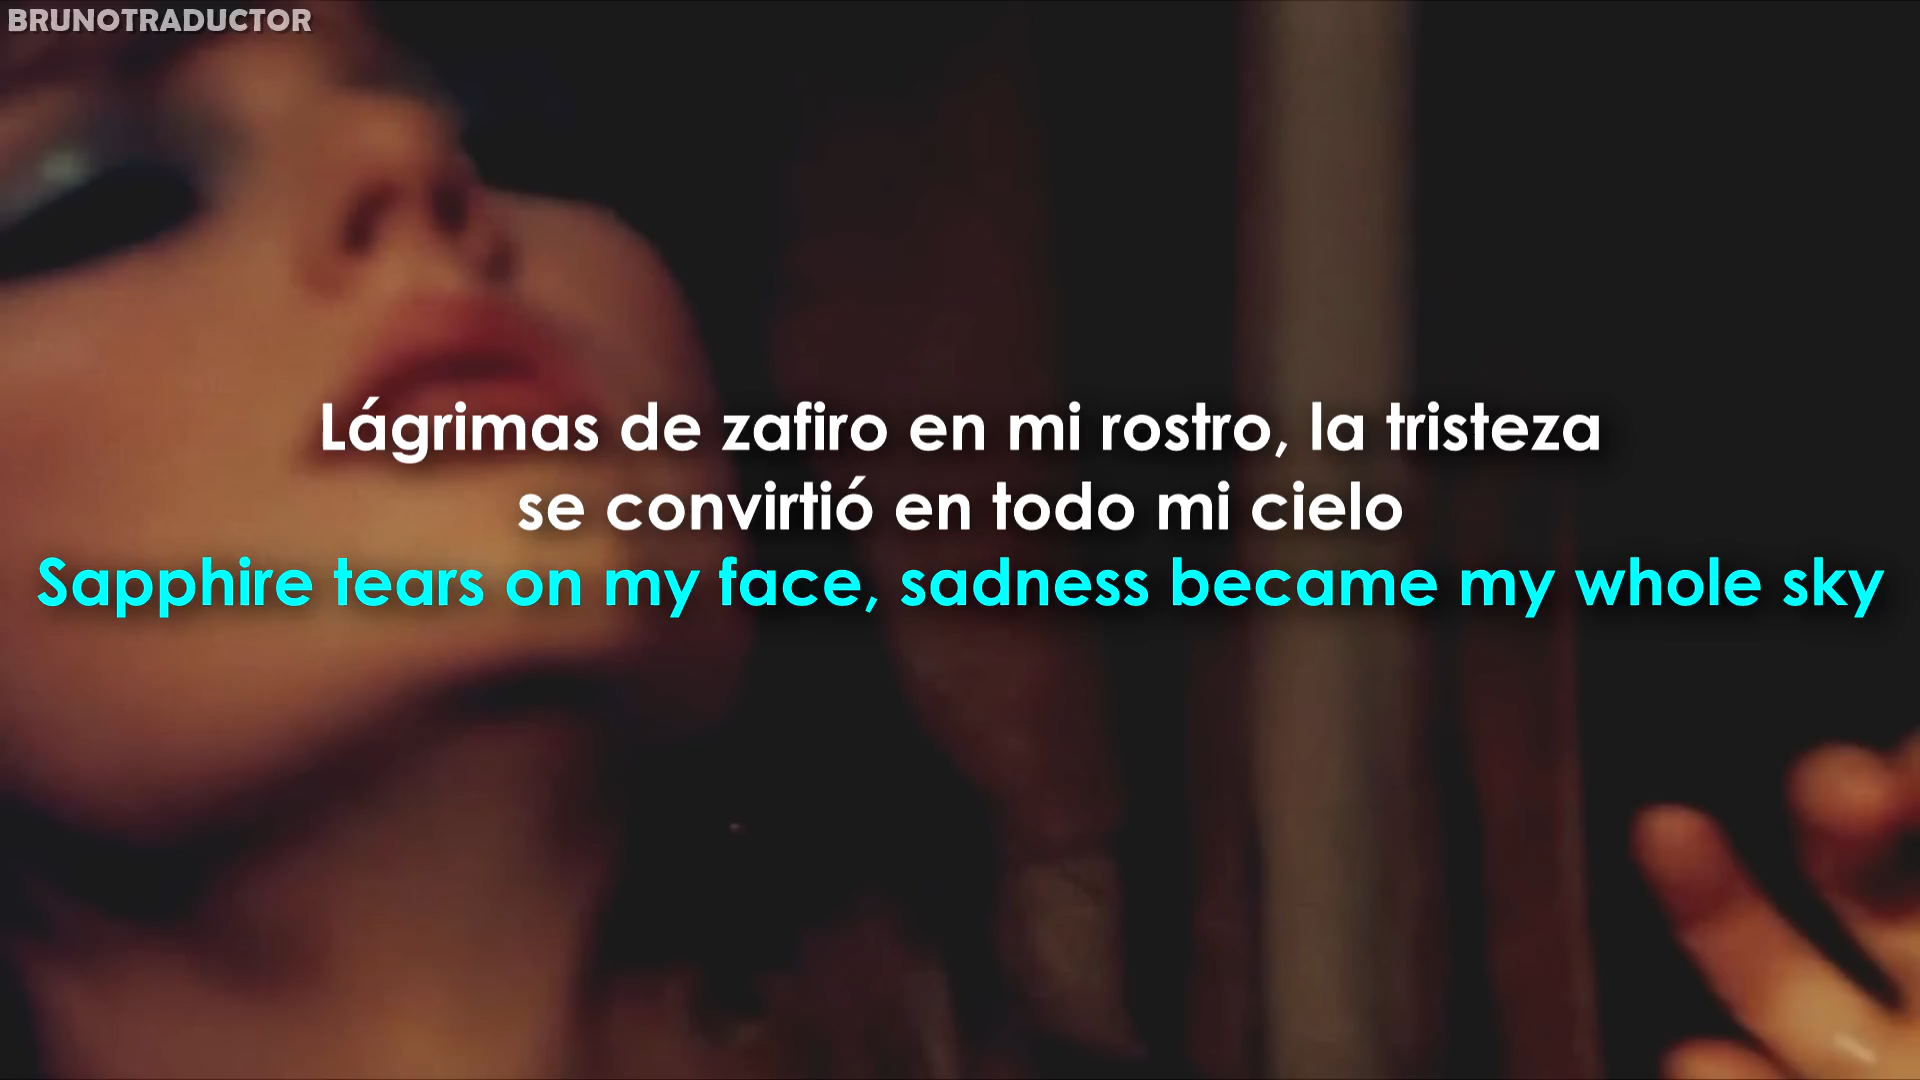 BRUNOTRADUCTOR
Lágrimas de zafiro en mi rostro, la tristeza
se convirtió en todo mi cielo
Sapphire tears on my face, sadness became my whole sky